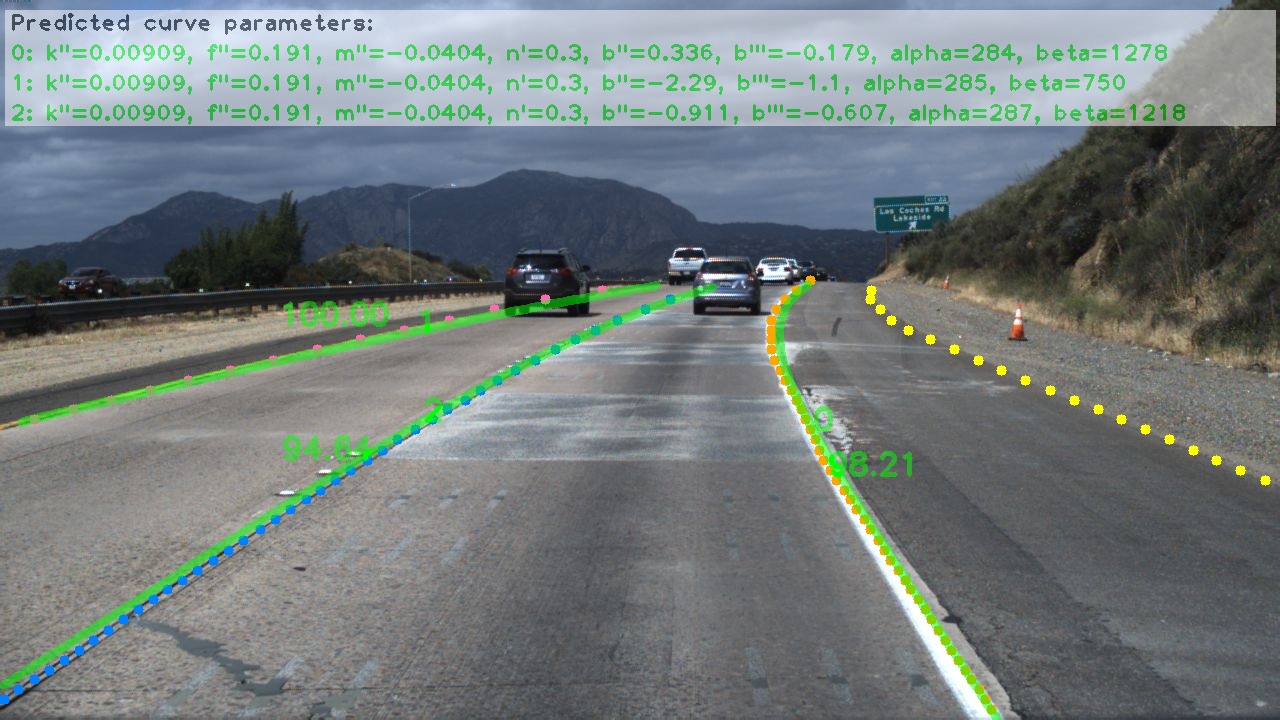 Predicted curve parameters:
0: k''=0.00909, f''=0.191, m''=-0.0404, n'=0.3, b''=0.336, b'''=-0.179, alpha=284, beta=1278
1: k''=0.00909, f''=0.191, m''=-0.0404, n'=0.3, b''=-2.29, b'''=-1.1, alpha=285, beta=750
2: k''=0.00909, f''=0.191, m''=-0.0404, n'=0.3, b''=-0.911, b'''=-0.607, alpha=287, beta=1218
Los Coches Rd
Lakeside
100.00
1
2
0
94.64
98.21